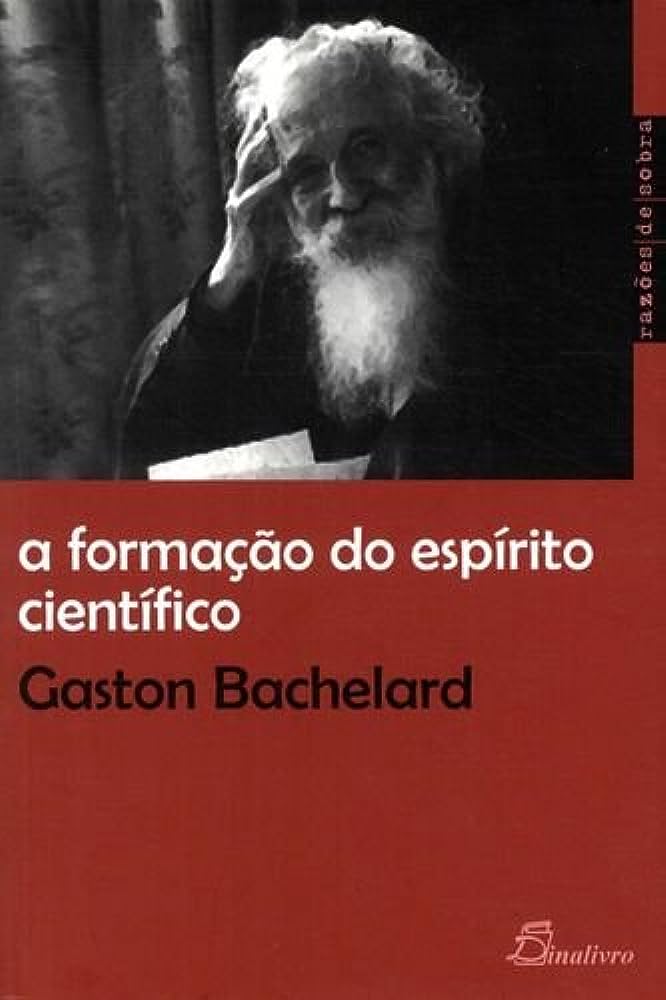 razões|de|sobra
a formação do espírito
científico
Gaston Bachelard
Dinalivro